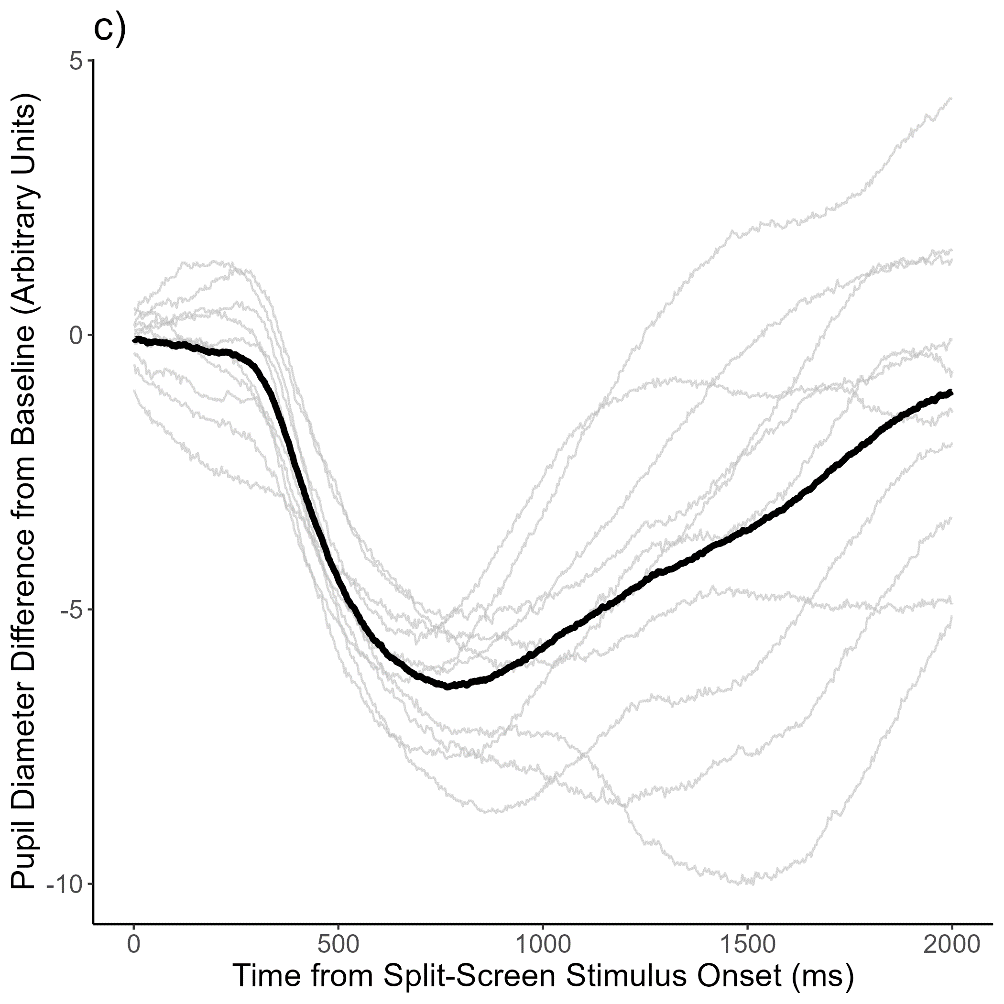 c)
Pupil Diameter Difference from Baseline (Arbitrary Units)
5
0
-5
-10
0 500 1000 1500 2000
Time from Split-Screen Stimulus Onset (ms)